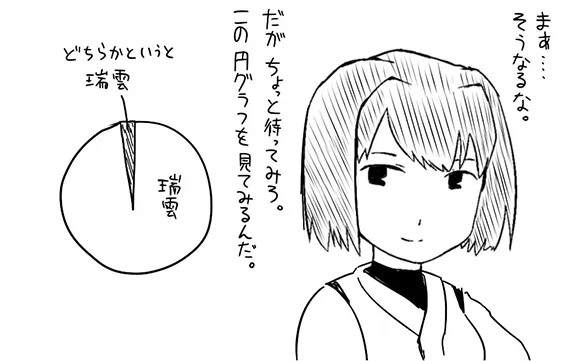 まぁ‥‥
そうなるな。
だが ちょっと待ってみろ。
この円グラフを見てみるんだ。
どちらかというと
瑞雲
瑞雲